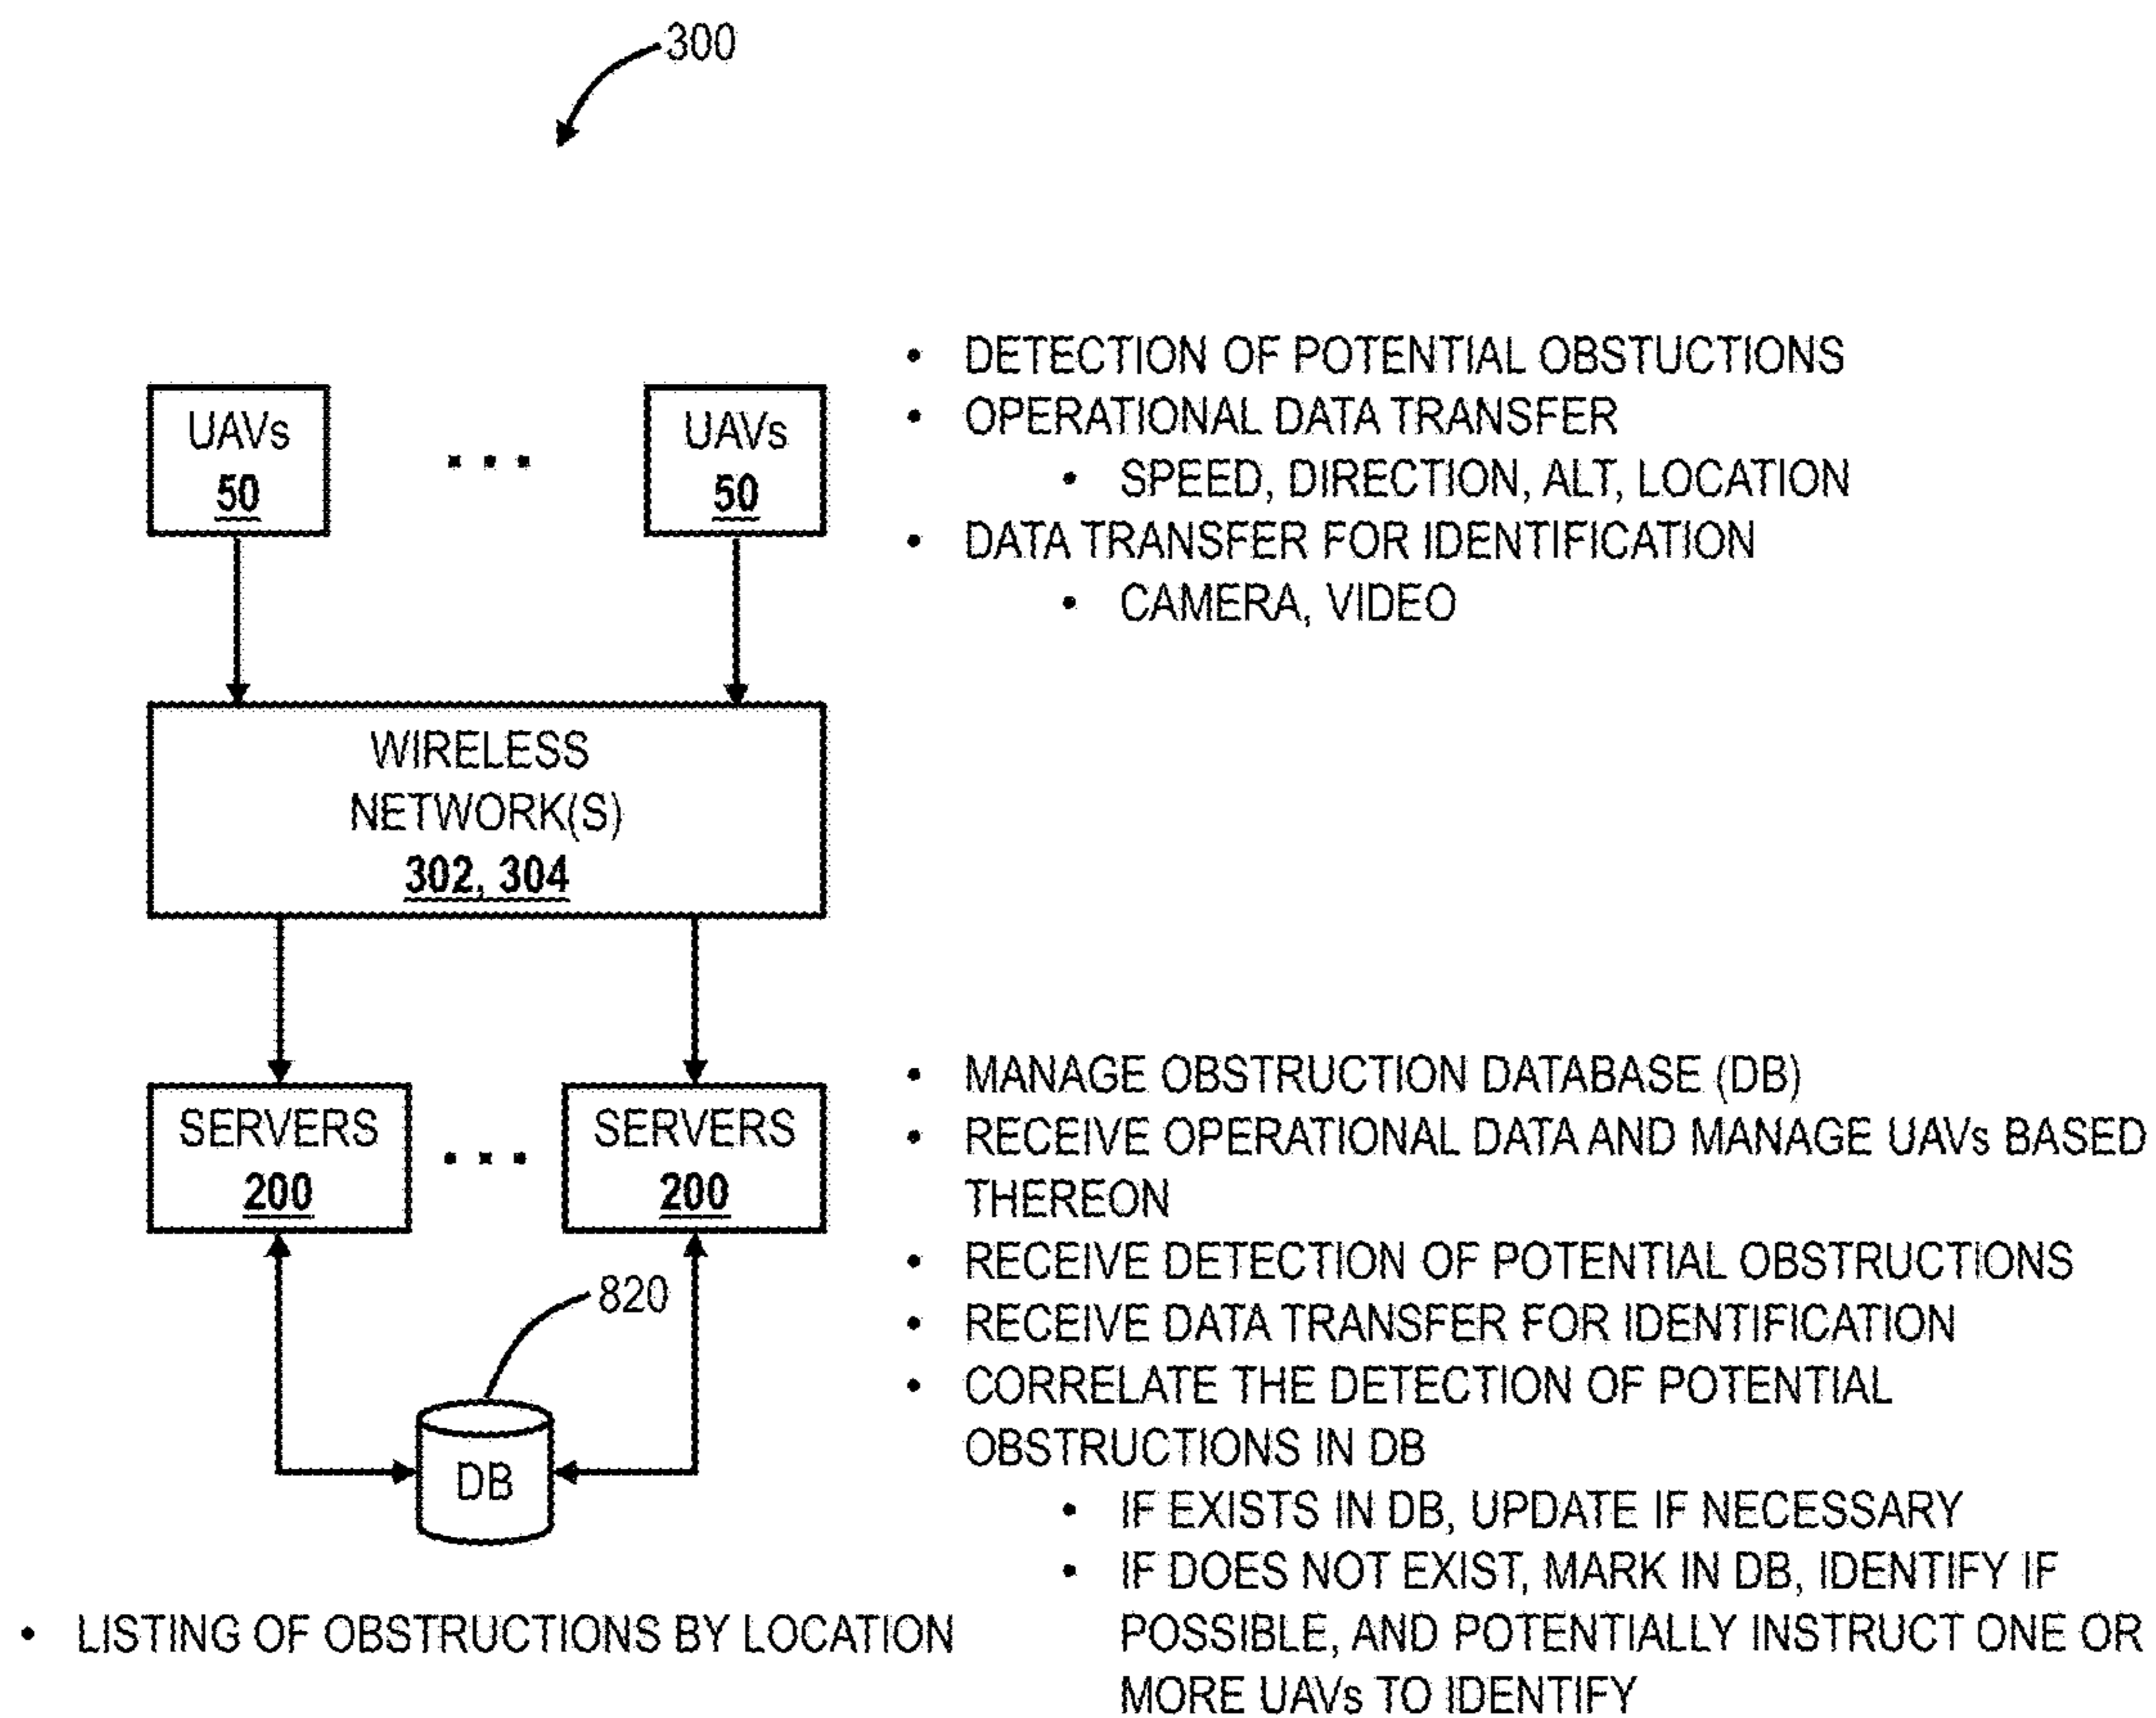 300
UAVs
50
...
UAVs
50
• DETECTION OF POTENTIAL OBSTUCTIONS
• OPERATIONAL DATA TRANSFER
• SPEED, DIRECTION, ALT, LOCATION
• DATA TRANSFER FOR IDENTIFICATION
• CAMERA, VIDEO
WIRELESS
NETWORK(S)
302, 304
SERVERS
200
...
SERVERS
200
820
DB
• LISTING OF OBSTRUCTIONS BY LOCATION
• MANAGE OBSTRUCTION DATABASE (DB)
• RECEIVE OPERATIONAL DATA AND MANAGE UAVs BASED
THEREON
• RECEIVE DETECTION OF POTENTIAL OBSTRUCTIONS
• RECEIVE DATA TRANSFER FOR IDENTIFICATION
• CORRELATE THE DETECTION OF POTENTIAL
OBSTRUCTIONS IN DB
• IF EXISTS IN DB, UPDATE IF NECESSARY
• IF DOES NOT EXIST, MARK IN DB, IDENTIFY IF
POSSIBLE, AND POTENTIALLY INSTRUCT ONE OR
MORE UAVs TO IDENTIFY